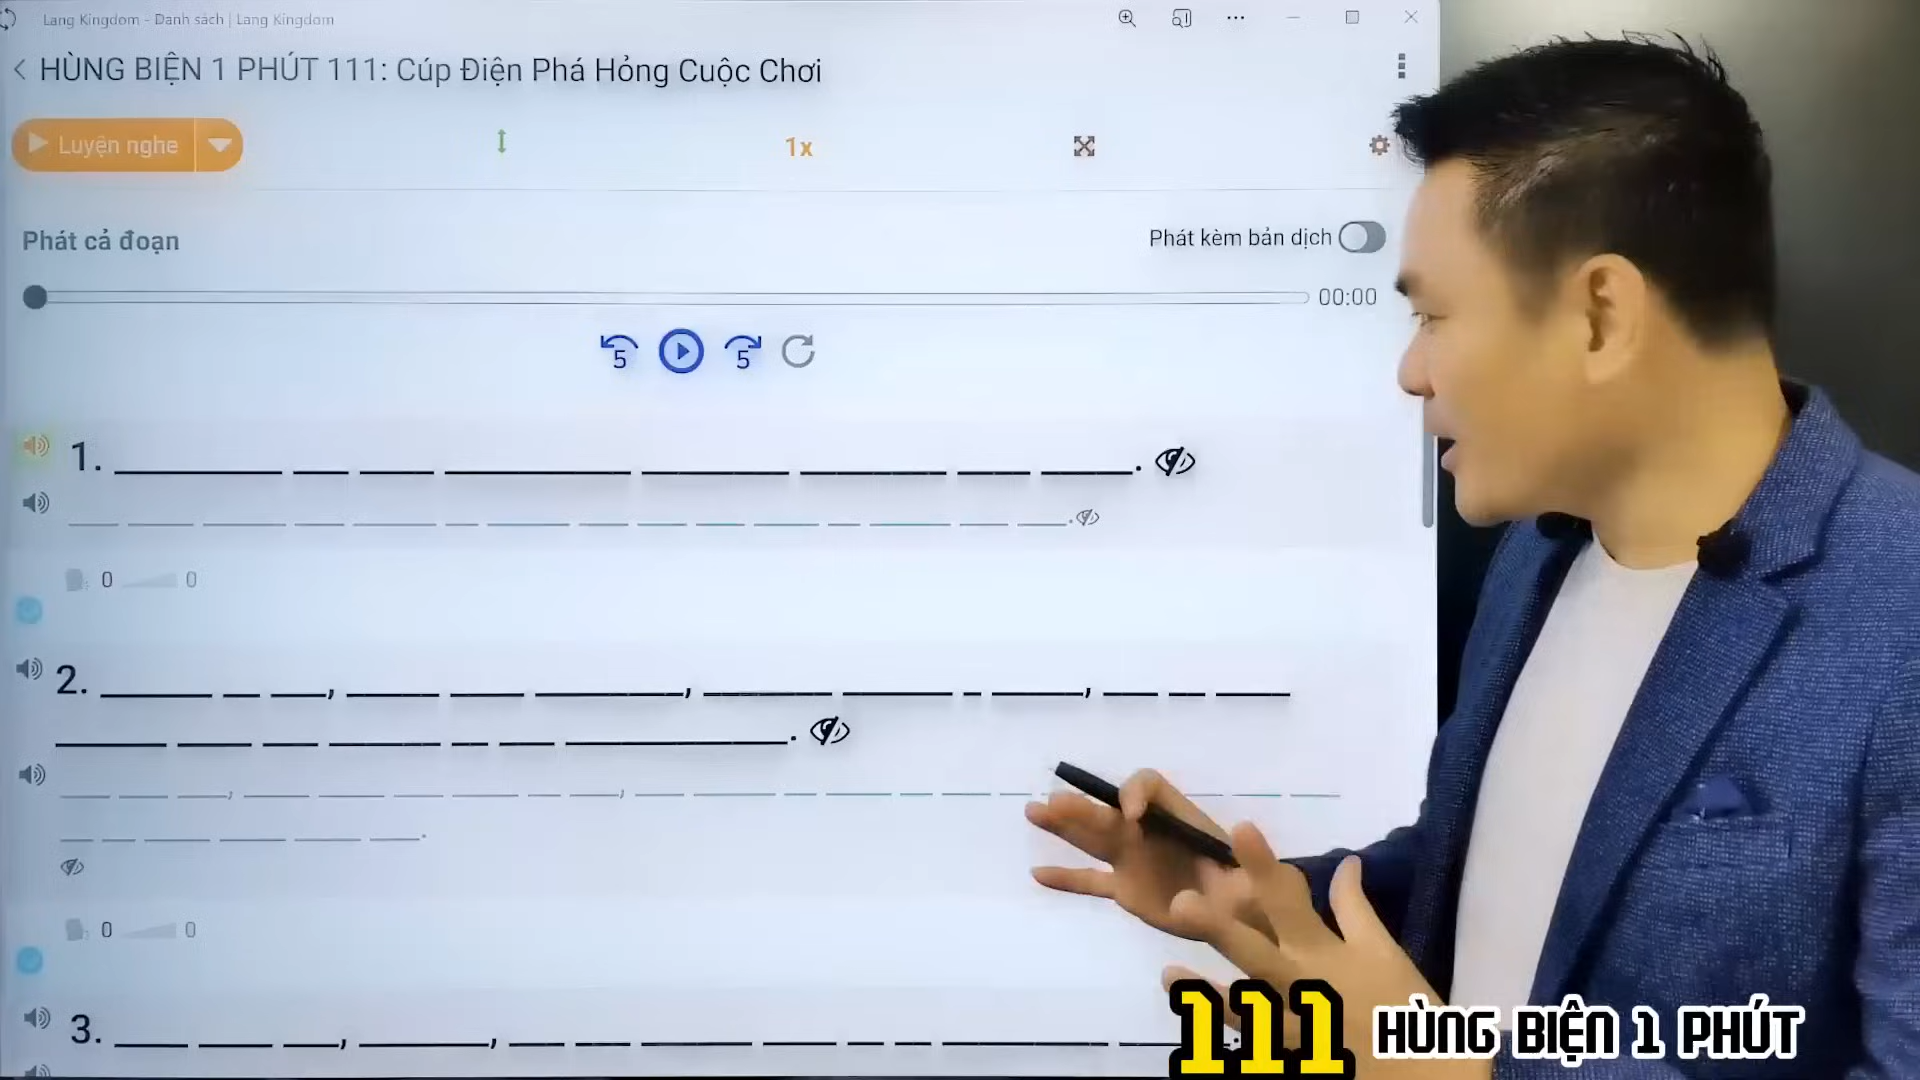 Lang Kingdom - Danh sách | Lang Kingdom
HÙNG BIỆN 1 PHÚT 111: Cúp Điện Phá Hỏng Cuộc Chơi
Luyện nghe
1x
Phát cả đoạn
Phát kèm bản dịch
00:00
5 5
1.
0 0
2.
0 0
3.
111 HÙNG BIỆN 1 PHÚT